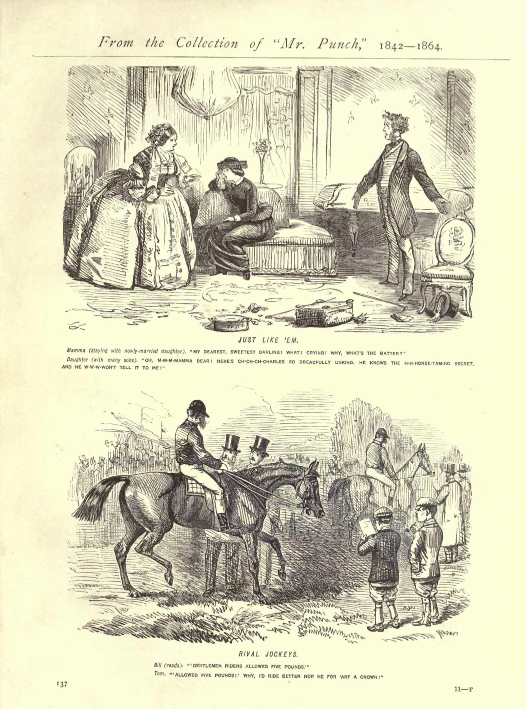 From the Collection of "Mr. Punch," 1842—1864.
JUST LIKE 'EM.
Mamma (staying with newly-married daughter). "MY DEAREST, SWEETEST DARLING! WHAT! CRYING! WHY, WHAT'S THE MATTER?"
Daughter (with many sobs). "OH, M-M-M-MAMMA DEAR! HERE'S CH-CH-CH-CHARLES SO DREADFULLY UNKIND. HE KNOWS THE H-H-HORSE-TAMING SECRET,
AND HE W-W-W-WON'T TELL IT TO ME!"
RIVAL JOCKEYS.
Bill (reads). "'GENTLEMEN RIDERS ALLOWED FIVE POUNDS!'"
Tom. "'ALLOWED FIVE POUNDS!' WHY, I'D RIDE BETTER NOR HE FOR 'ARF A CROWN!"
137
11—T